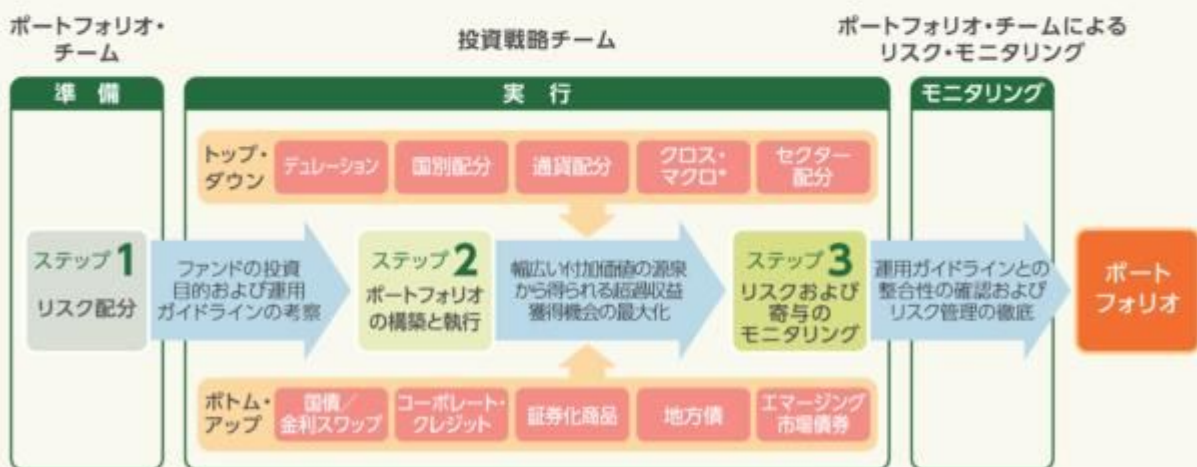 ポートフォリオ・
チーム
投資戦略チーム
ポートフォリオ・チームによる
リスク・モニタリング
準 備
実 行
モニタリング
トップ・
ダウン
デュレーション
国別配分
通貨配分
クロス・
マクロ*
セクター
配分
ステップ1
リスク配分
ファンドの投資
目的および運用
ガイドラインの考察
ステップ2
ポートフォリオ
の構築と執行
幅広い付加価値の源泉
から得られる超過収益
獲得機会の最大化
ステップ3
リスクおよび
寄与の
モニタリング
運用ガイドラインとの
整合性の確認および
リスク管理の徹底
ポート
フォリオ
ボトム・
アップ
国債／
金利スワップ
コーポレート・
クレジット
証券化商品
地方債
エマージング
市場債券